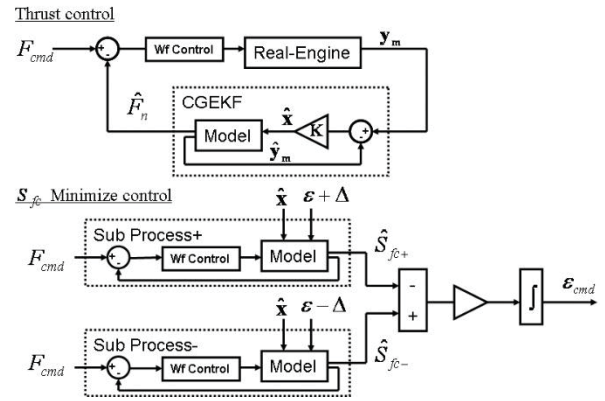 Thrust control
F_cmd + - Wf Control Real-Engine y_m
F̂_n CGEKF
Model x̂ K - +
ŷ_m
S_fc Minimize control
x̂ ε+Δ
Sub Process+
F_cmd + - Wf Control Model Ŝ_fc+
- + ∫ ε_cmd
x̂ ε−Δ
Sub Process-
F_cmd + - Wf Control Model Ŝ_fc−